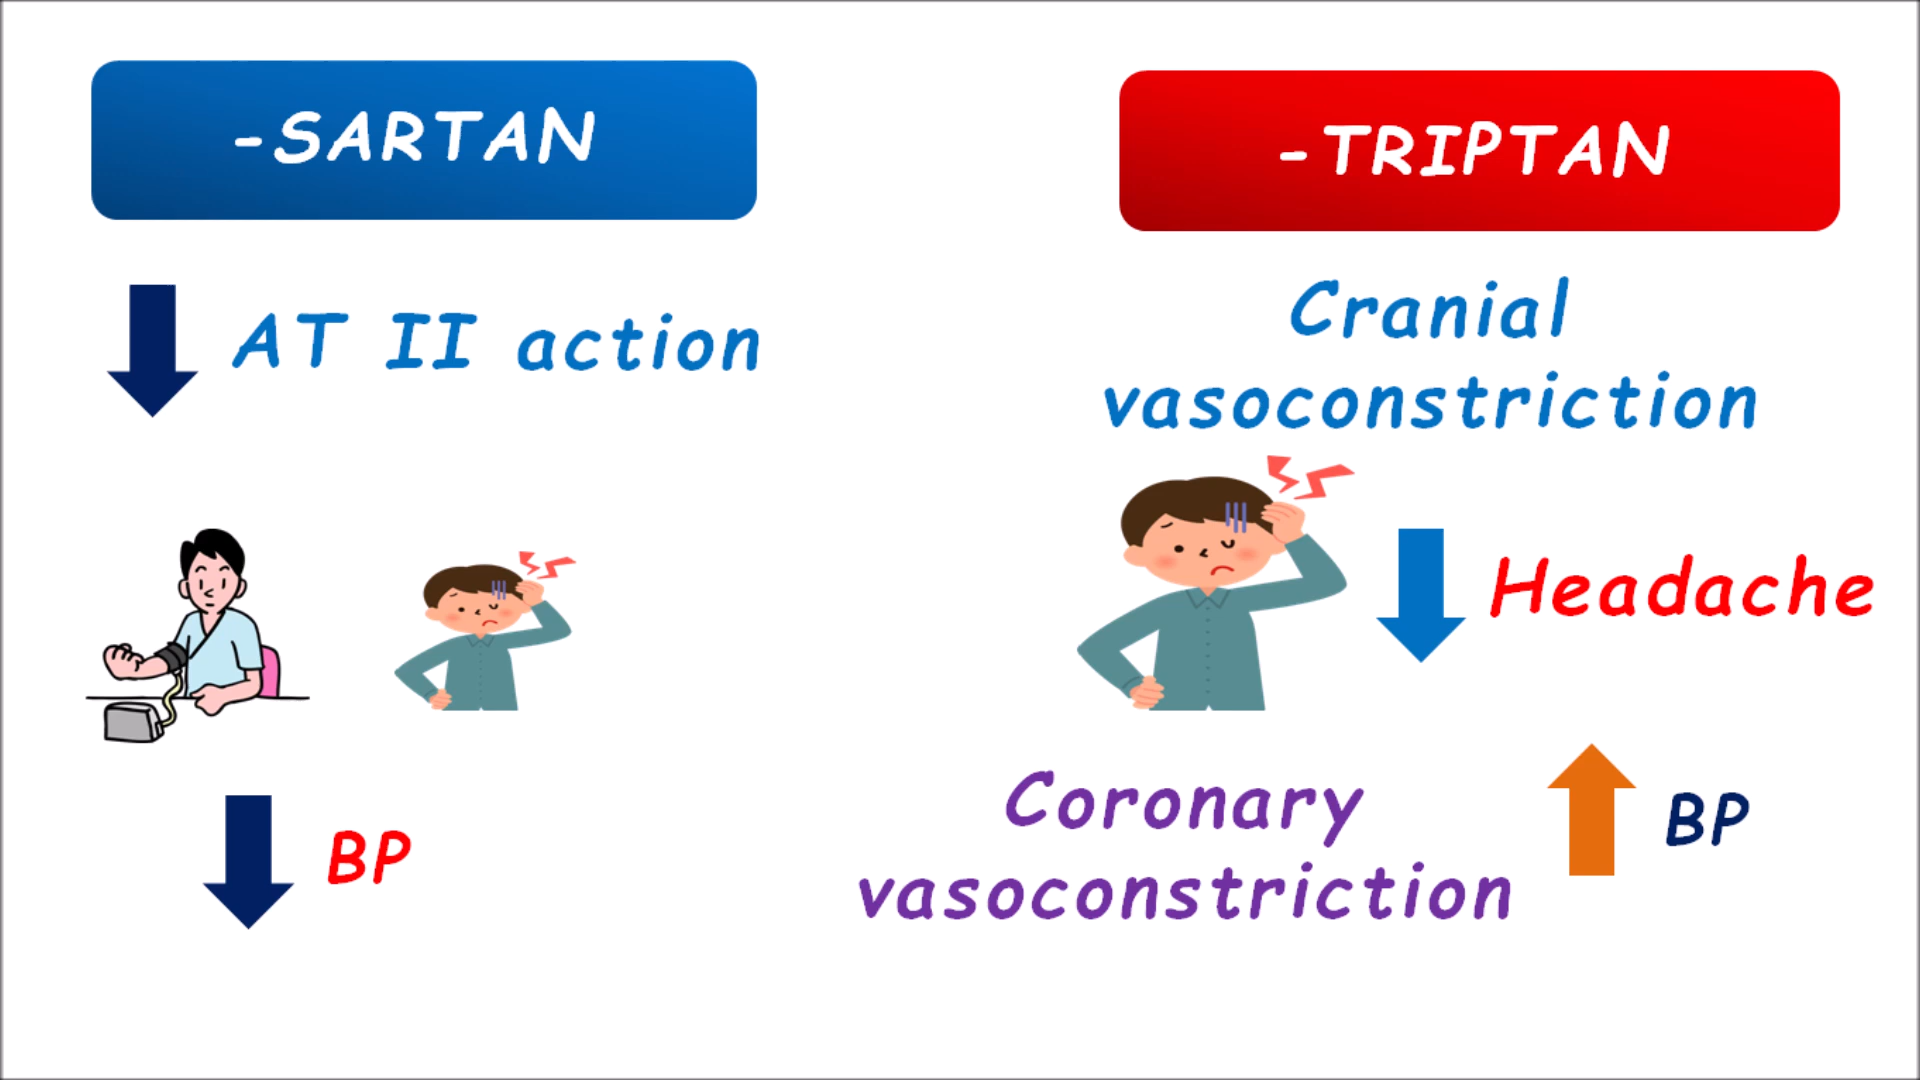 -SARTAN
AT II action
BP
-TRIPTAN
Cranial
vasoconstriction
Headache
Coronary
vasoconstriction
BP